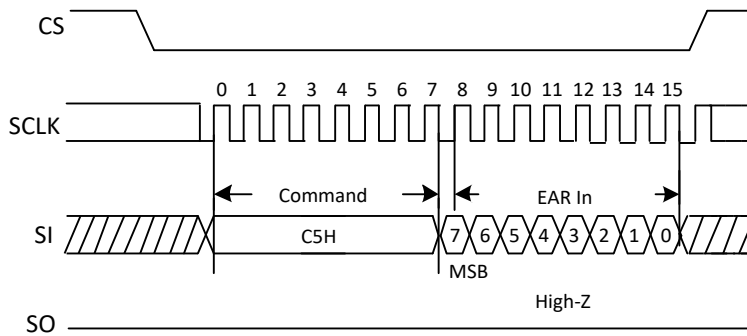 CS
0 1 2 3 4 5 6 7 8 9 10 11 12 13 14 15
SCLK
Command EAR In
SI C5H 7 6 5 4 3 2 1 0
MSB
High-Z
SO